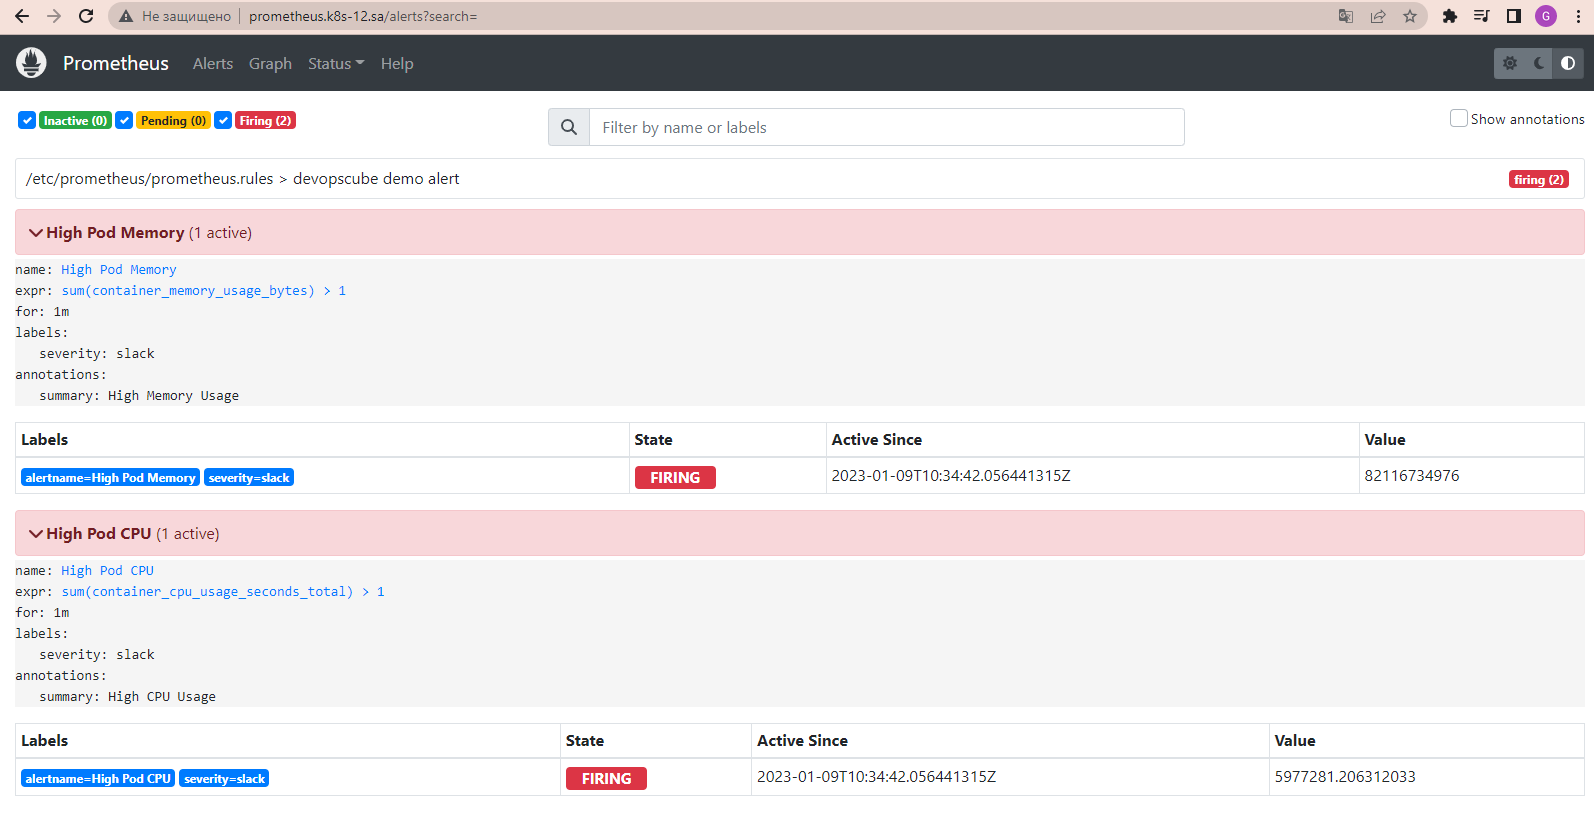 Не защищено prometheus.k8s-12.sa/alerts?search=
G
Prometheus Alerts Graph Status Help
Inactive (0) Pending (0) Firing (2)
Filter by name or labels
Show annotations
/etc/prometheus/prometheus.rules > devopscube demo alert firing (2)
High Pod Memory (1 active)
name: High Pod Memory
expr: sum(container_memory_usage_bytes) > 1
for: 1m
labels:
severity: slack
annotations:
summary: High Memory Usage
Labels State Active Since Value
alertname=High Pod Memory severity=slack FIRING 2023-01-09T10:34:42.056441315Z 82116734976
High Pod CPU (1 active)
name: High Pod CPU
expr: sum(container_cpu_usage_seconds_total) > 1
for: 1m
labels:
severity: slack
annotations:
summary: High CPU Usage
Labels State Active Since Value
alertname=High Pod CPU severity=slack FIRING 2023-01-09T10:34:42.056441315Z 5977281.206312033